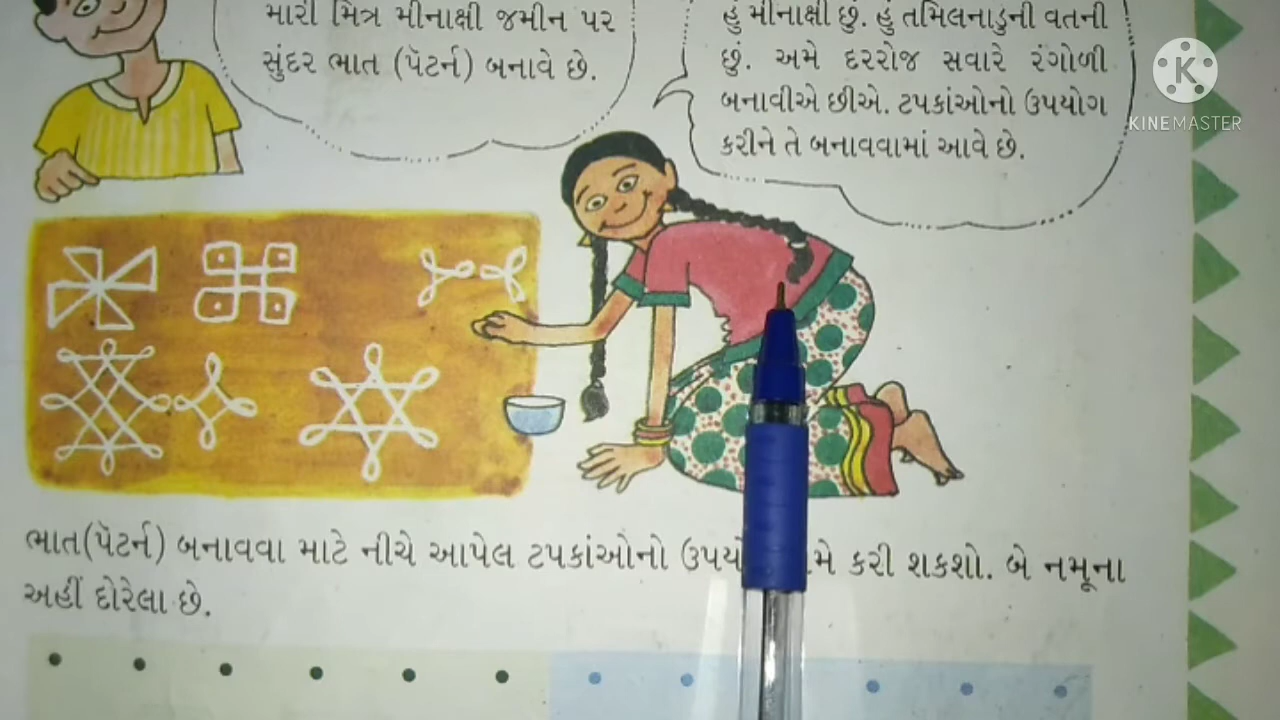 મારી મિત્ર મીનાક્ષી જમીન પર
સુંદર ભાત (પૅટર્ન) બનાવે છે.
હું મીનાક્ષી છું. હું તમિલનાડુની વતની
છું. અમે દરરોજ સવારે રંગોળી
બનાવીએ છીએ. ટપકાંઓનો ઉપયોગ
કરીને તે બનાવવામાં આવે છે.
KINEMASTER
ભાત(પૅટર્ન) બનાવવા માટે નીચે આપેલ ટપકાંઓનો કરી શકશો. બે નમૂના
અહીં દોરેલા છે.